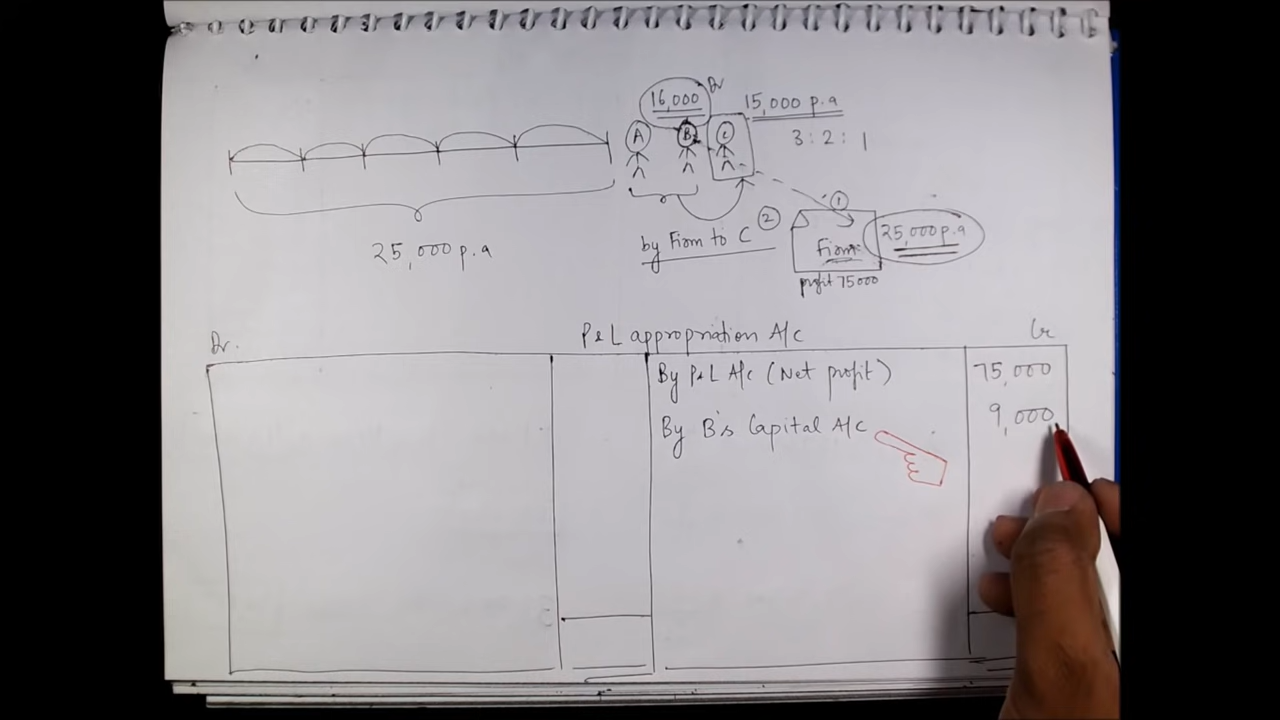 16,000 Dr
15,000 p.a
A B C
3 : 2 : 1
25,000 p.a
by Firm to C
2
1
Firm
25,000 p.a
profit 75000
Dr.
P & L appropriation A/c
Cr
By P&L A/c (Net profit) 75,000
By B's Capital A/c 9,000